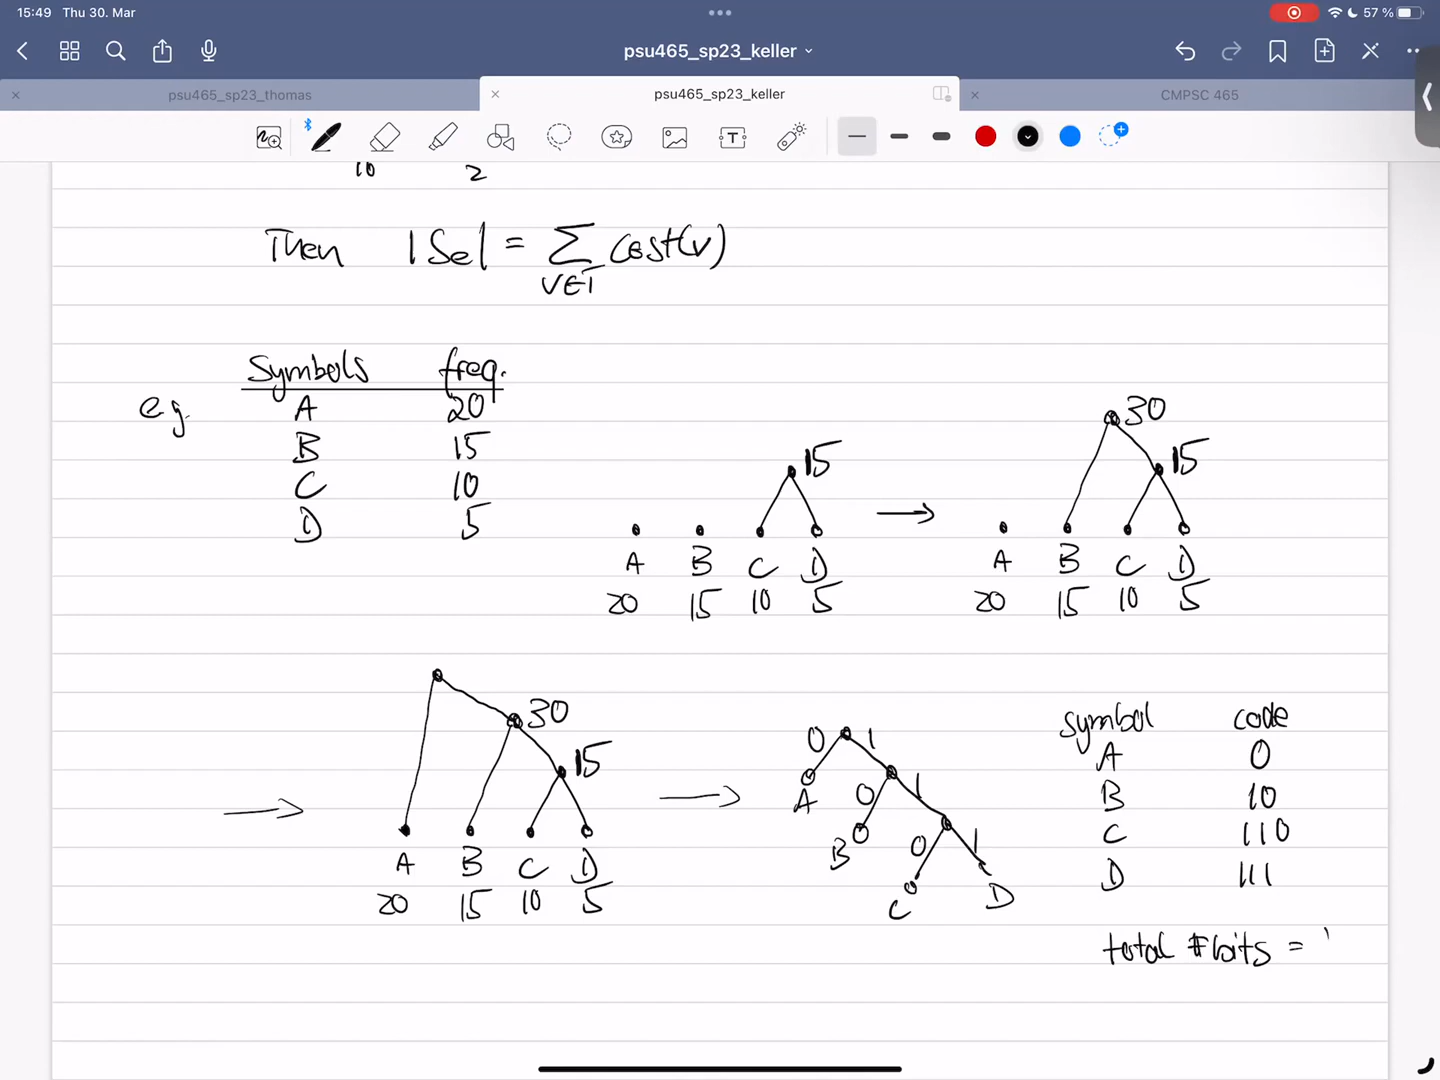 15:49 Thu 30. Mar
57 %
psu465_sp23_keller
psu465_sp23_thomas
psu465_sp23_keller
CMPSC 465
10 2
Then |Se| = Σ cost(v)
v∈T
e.g. Symbols freq.
A 20
B 15
C 10
D 5
15
A B C D
20 15 10 5
30
15
A B C D
20 15 10 5
30
15
A B C D
20 15 10 5
0 1
A 0 1
B 0 1
C D
symbol code
A 0
B 10
C 110
D 111
total #bits =